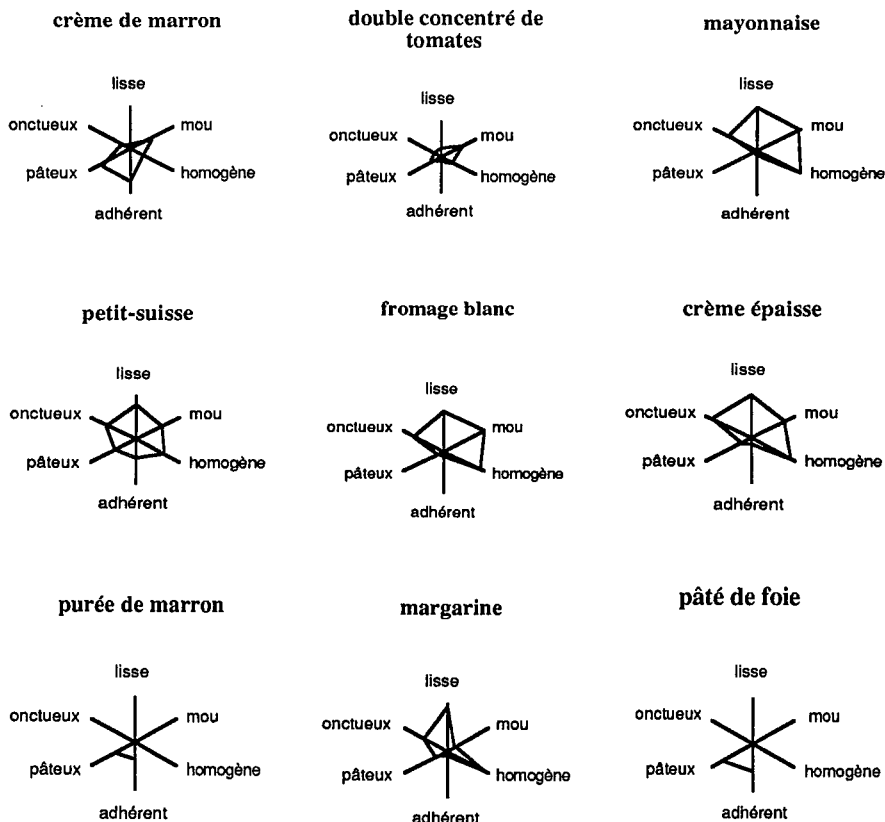 crème de marron
double concentré de
tomates
mayonnaise
lisse
onctueux
mou
pâteux
homogène
adhérent
lisse
onctueux
mou
pâteux
homogène
adhérent
lisse
onctueux
mou
pâteux
homogène
adhérent
petit-suisse
fromage blanc
crème épaisse
lisse
onctueux
mou
pâteux
homogène
adhérent
lisse
onctueux
mou
pâteux
homogène
adhérent
lisse
onctueux
mou
pâteux
homogène
adhérent
purée de marron
margarine
pâté de foie
lisse
onctueux
mou
pâteux
homogène
adhérent
lisse
onctueux
mou
pâteux
homogène
adhérent
lisse
onctueux
mou
pâteux
homogène
adhérent